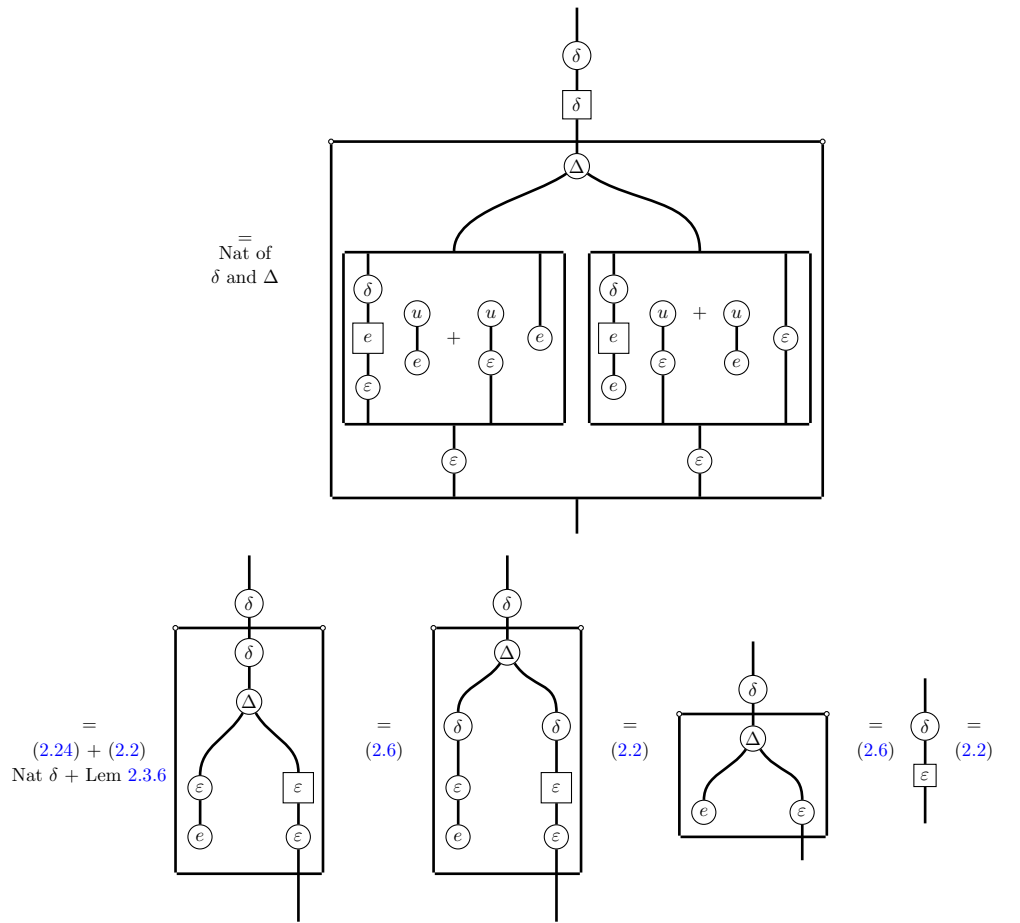 δ
δ
Δ
=
Nat of
δ and Δ
δ
e
ε
u
e
+
u
ε
e
δ
e
e
u
ε
+
u
e
ε
ε
ε
=
(2.24) + (2.2)
Nat δ + Lem 2.3.6
δ
δ
Δ
ε
e
ε
ε
=
(2.6)
δ
Δ
δ
ε
e
δ
ε
ε
=
(2.2)
δ
Δ
e
ε
=
(2.6)
δ
ε
=
(2.2)